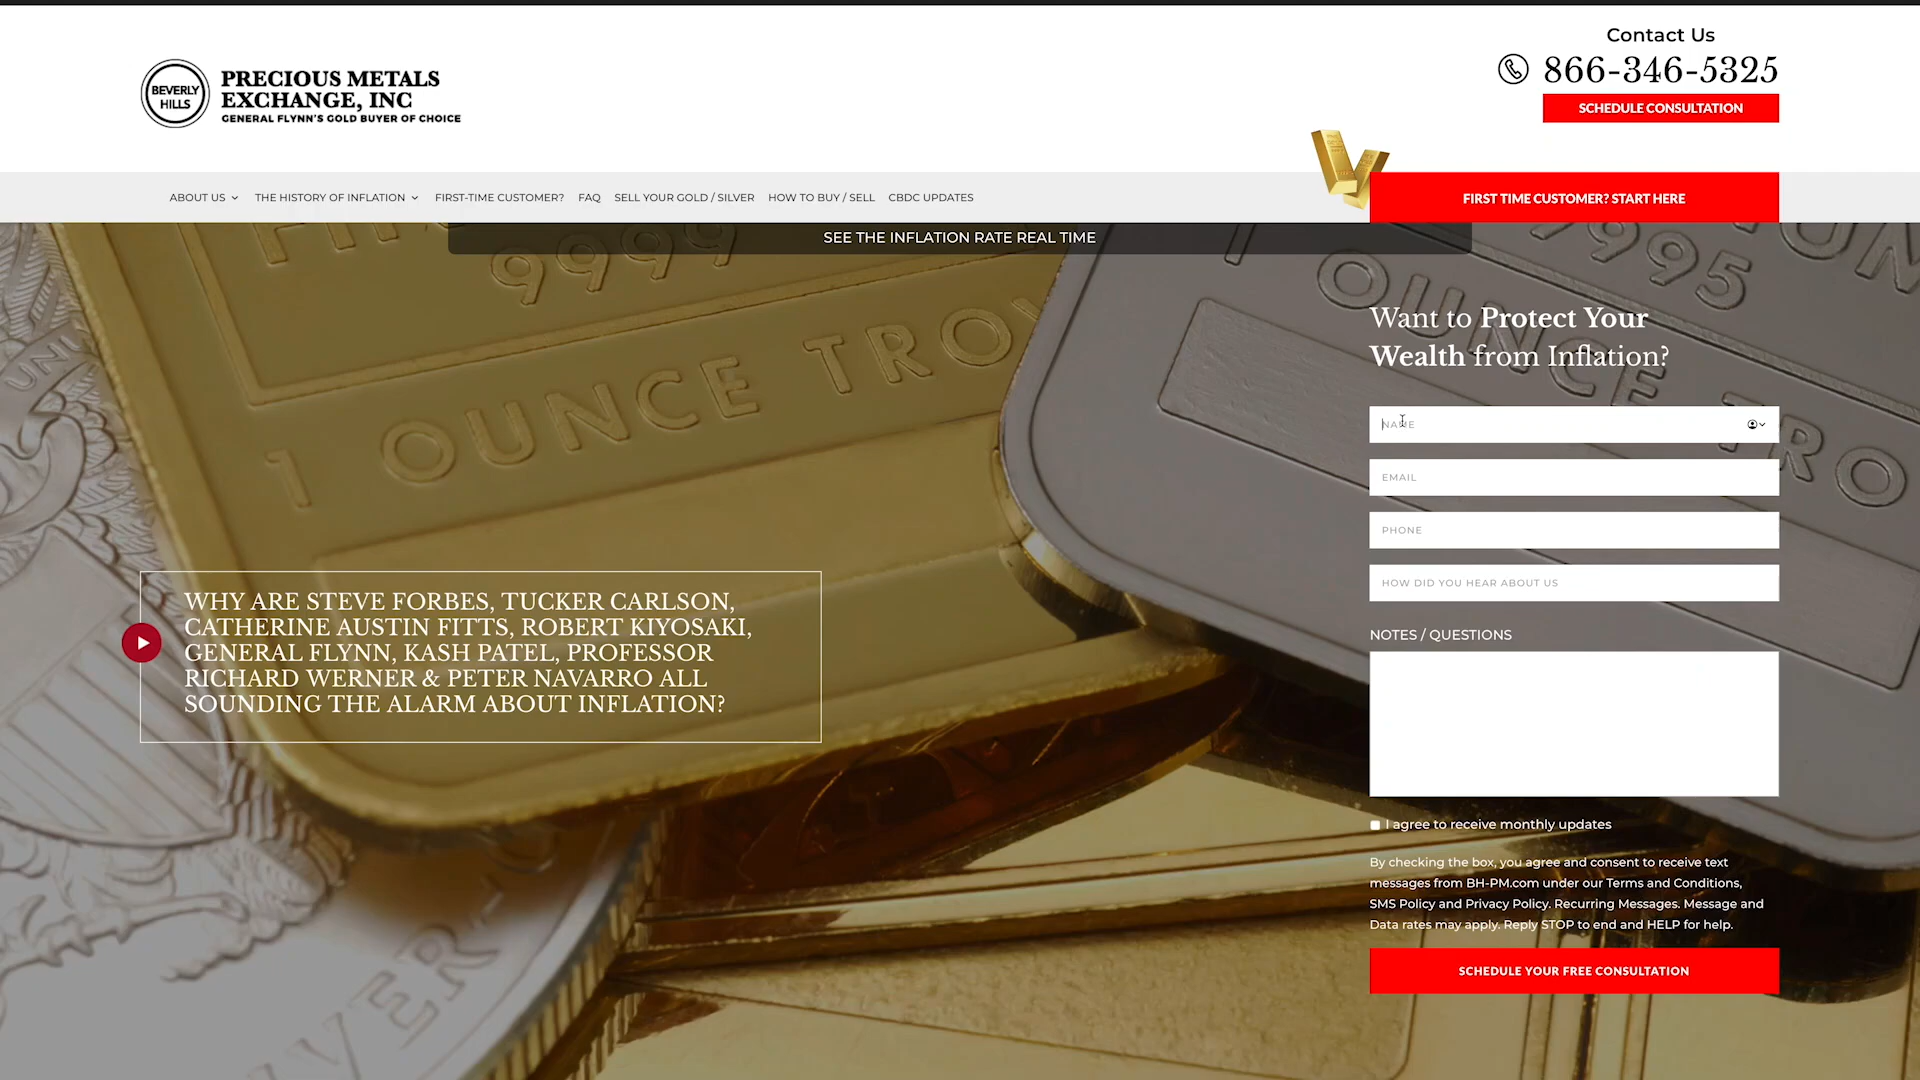 Contact Us
866-346-5325
SCHEDULE CONSULTATION
BEVERLY
HILLS
PRECIOUS METALS
EXCHANGE, INC
GENERAL FLYNN'S GOLD BUYER OF CHOICE
ABOUT US THE HISTORY OF INFLATION FIRST-TIME CUSTOMER? FAQ SELL YOUR GOLD / SILVER HOW TO BUY / SELL CBDC UPDATES
FIRST TIME CUSTOMER? START HERE
SEE THE INFLATION RATE REAL TIME
9999
1 OUNCE TROY
9995
1 OUNCE TRO
WHY ARE STEVE FORBES, TUCKER CARLSON,
CATHERINE AUSTIN FITTS, ROBERT KIYOSAKI,
GENERAL FLYNN, KASH PATEL, PROFESSOR
RICHARD WERNER & PETER NAVARRO ALL
SOUNDING THE ALARM ABOUT INFLATION?
Want to Protect Your
Wealth from Inflation?
NAME
EMAIL
PHONE
HOW DID YOU HEAR ABOUT US
NOTES / QUESTIONS
I agree to receive monthly updates
By checking the box, you agree and consent to receive text
messages from BH-PM.com under our Terms and Conditions,
SMS Policy and Privacy Policy. Recurring Messages. Message and
Data rates may apply. Reply STOP to end and HELP for help.
SCHEDULE YOUR FREE CONSULTATION